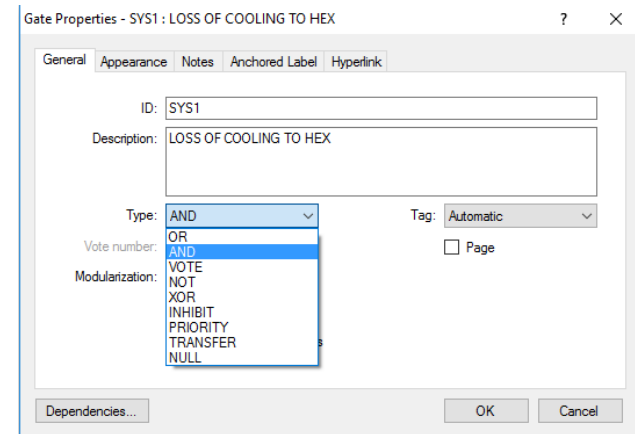 Gate Properties - SYS1 : LOSS OF COOLING TO HEX ?
General Appearance Notes Anchored Label Hyperlink
ID: SYS1
Description: LOSS OF COOLING TO HEX
Type: AND Tag: Automatic
OR
Vote number: AND Page
VOTE
Modularization: NOT
XOR
INHIBIT
PRIORITY
TRANSFER s
NULL
Dependencies... OK Cancel